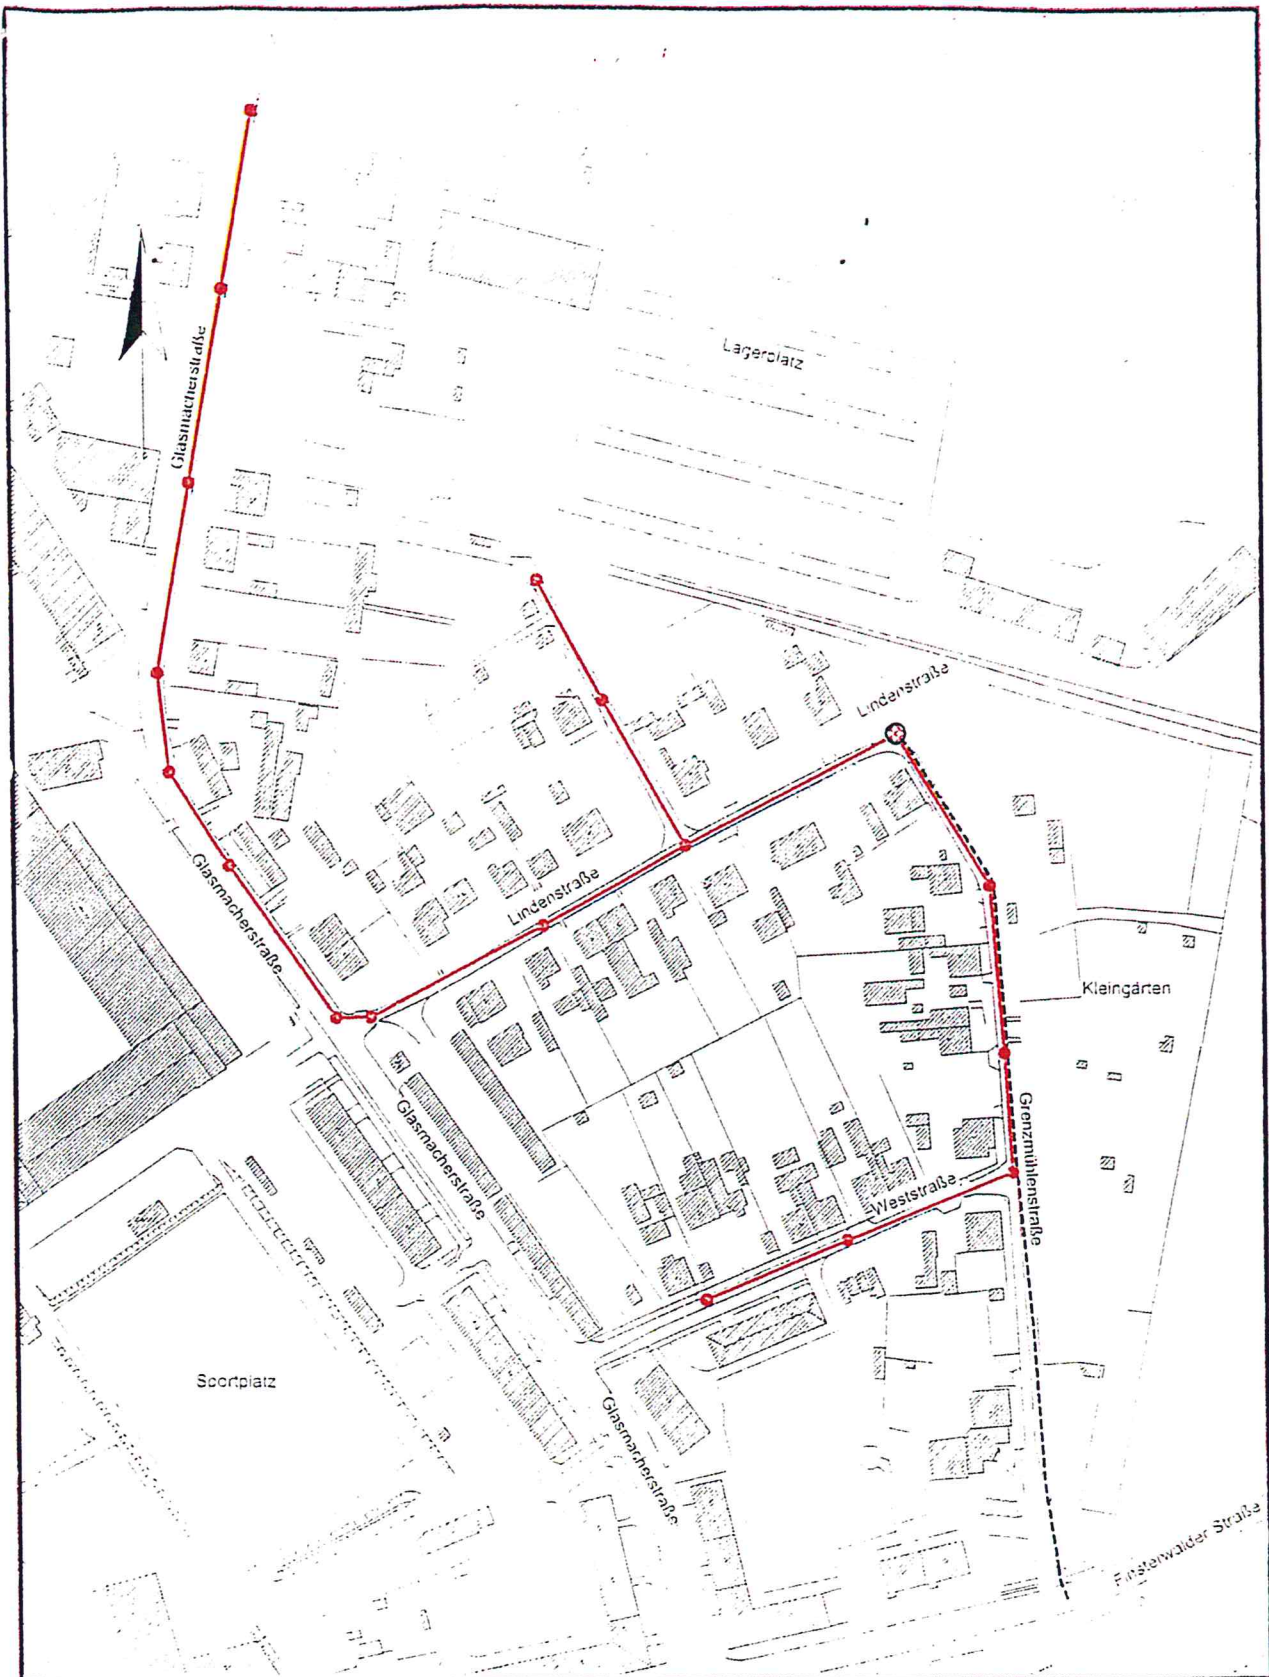 Glasmacherstraße
Lagerplatz
Lindenstraße
Glasmacherstraße
Lindenstraße
Kleingärten
Glasmacherstraße
Grenzmühlenstraße
Weststraße
Sportplatz
Glasmacherstraße
Finsterwalder Straße